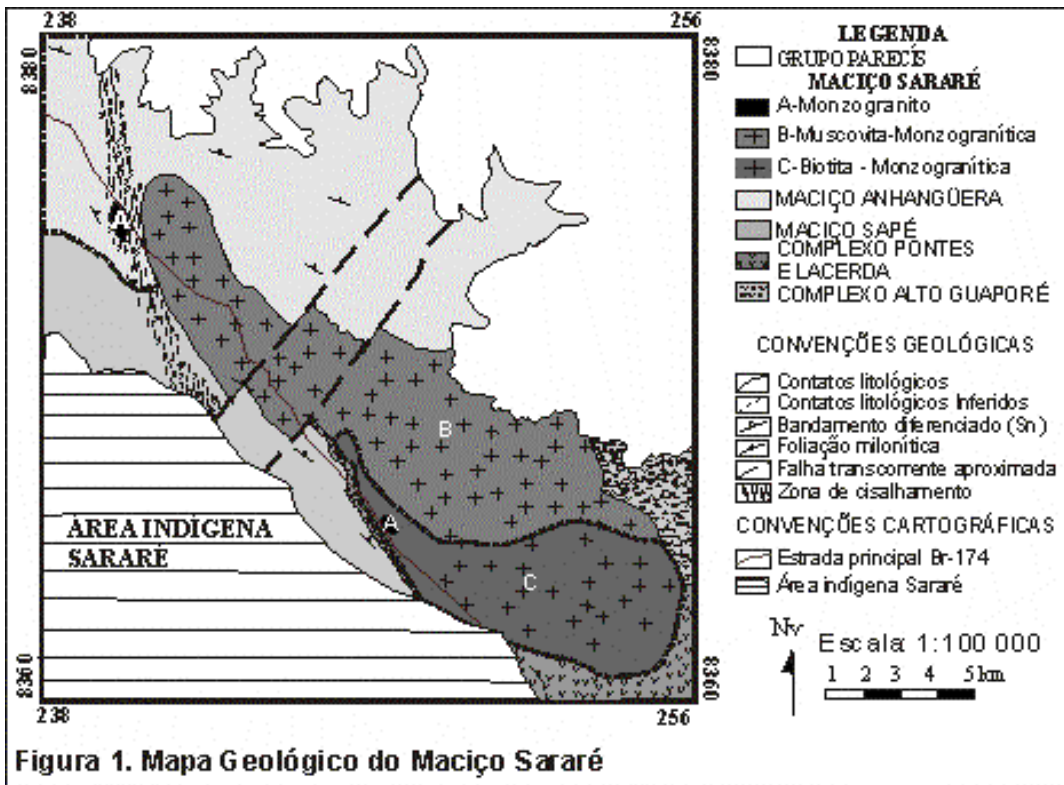 238
256
8380
8380
A
B
A
C
ÁREA INDÍGENA
SARARÉ
8360
8360
238
256
LEGENDA
GRUPO PARECÍS
MACIÇO SARARÉ
A-Monzogranito
B-Muscovita-Monzogranítica
C-Biotita - Monzogranítica
MACIÇO ANHANGÜERA
MACIÇO SAPÉ
COMPLEXO PONTES
E LACERDA
COMPLEXO ALTO GUAPORÉ
CONVENÇÕES GEOLÓGICAS
Contatos litológicos
Contatos litológicos Inferidos
Bandamento diferenciado (Sn)
Foliação milonítica
Falha transcorrente aproximada
Zona de cisalhamento
CONVENÇÕES CARTOGRÁFICAS
Estrada principal Br-174
Área indígena Sararé
Nv
Escala: 1:100 000
1 2 3 4 5km
Figura 1. Mapa Geológico do Maciço Sararé